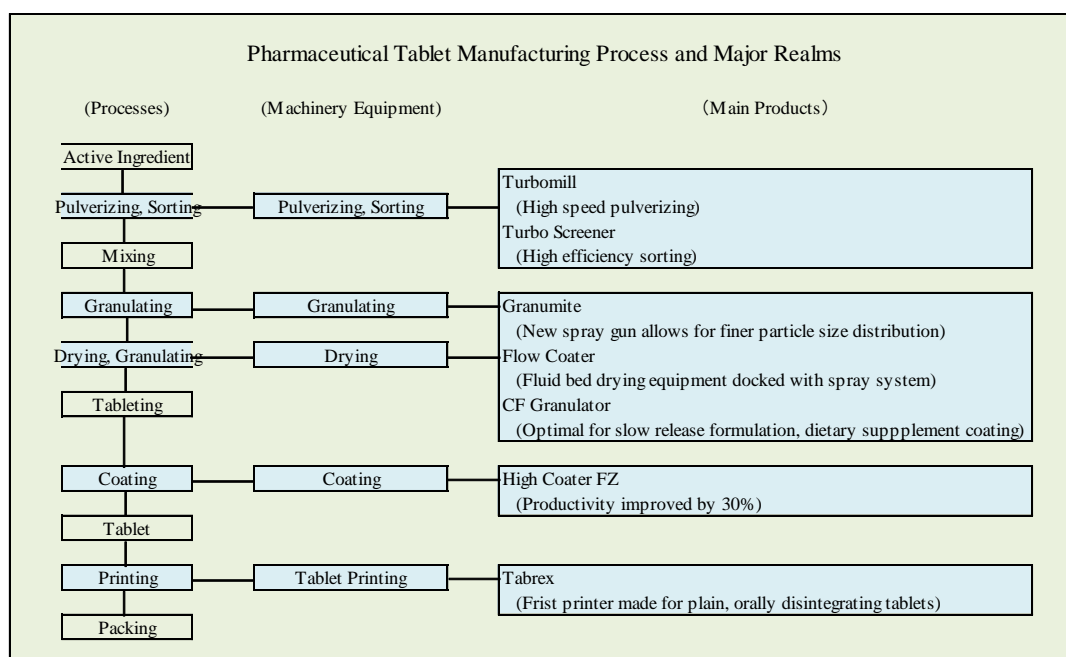 Pharmaceutical Tablet Manufacturing Process and Major Realms
(Processes) (Machinery Equipment) (Main Products)
Active Ingredient
Turbomill
Pulverizing, Sorting Pulverizing, Sorting (High speed pulverizing)
Turbo Screener
Mixing (High efficiency sorting)
Granulating Granulating Granumite
(New spray gun allows for finer particle size distribution)
Drying, Granulating Drying Flow Coater
(Fluid bed drying equipment docked with spray system)
Tableting CF Granulator
(Optimal for slow release formulation, dietary suppplement coating)
Coating Coating High Coater FZ
(Productivity improved by 30%)
Tablet
Printing Tablet Printing Tabrex
(Frist printer made for plain, orally disintegrating tablets)
Packing